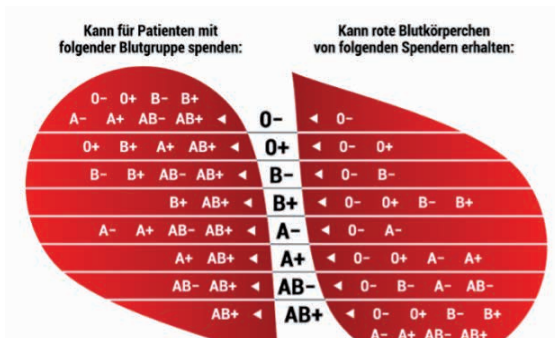 Kann für Patienten mit
folgender Blutgruppe spenden:
Kann rote Blutkörperchen
von folgenden Spendern erhalten:
0- 0+ B- B+
A- A+ AB- AB+ ◄ 0- ◄ 0-
0+ B+ A+ AB+ ◄ 0+ ◄ 0- 0+
B- B+ AB- AB+ ◄ B- ◄ 0- B-
B+ AB+ ◄ B+ ◄ 0- 0+ B- B+
A- A+ AB- AB+ ◄ A- ◄ 0- A-
A+ AB+ ◄ A+ ◄ 0- 0+ A- A+
AB- AB+ ◄ AB- ◄ 0- B- A- AB-
AB+ ◄ AB+ ◄ 0- 0+ B- B+
A- A+ AB- AB+